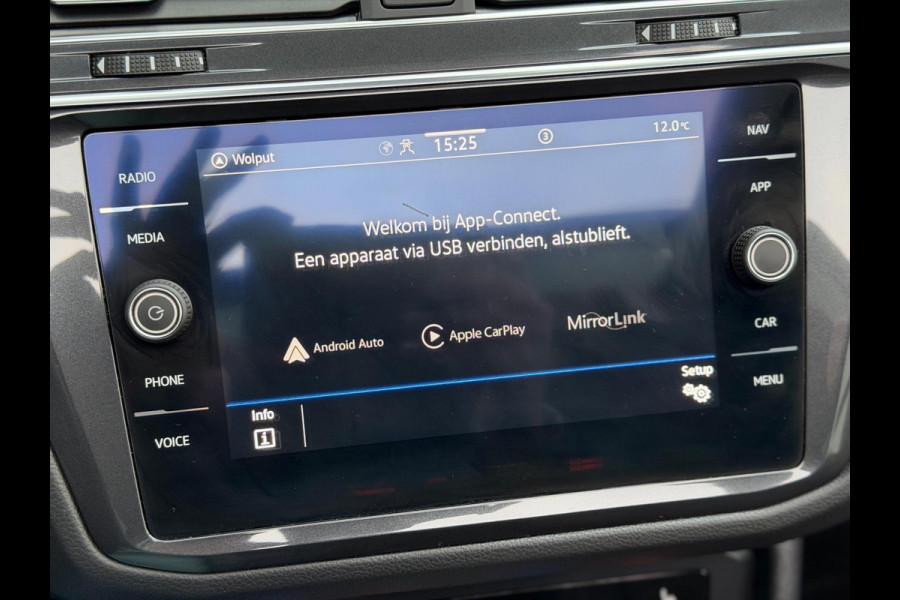 RADIO
MEDIA
PHONE
VOICE
Wolput
15:25
3
12.0°C
Welkom bij App-Connect.
Een apparaat via USB verbinden, alstublieft.
Android Auto
Apple CarPlay
MirrorLink
Info
i
Setup
NAV
APP
CAR
MENU